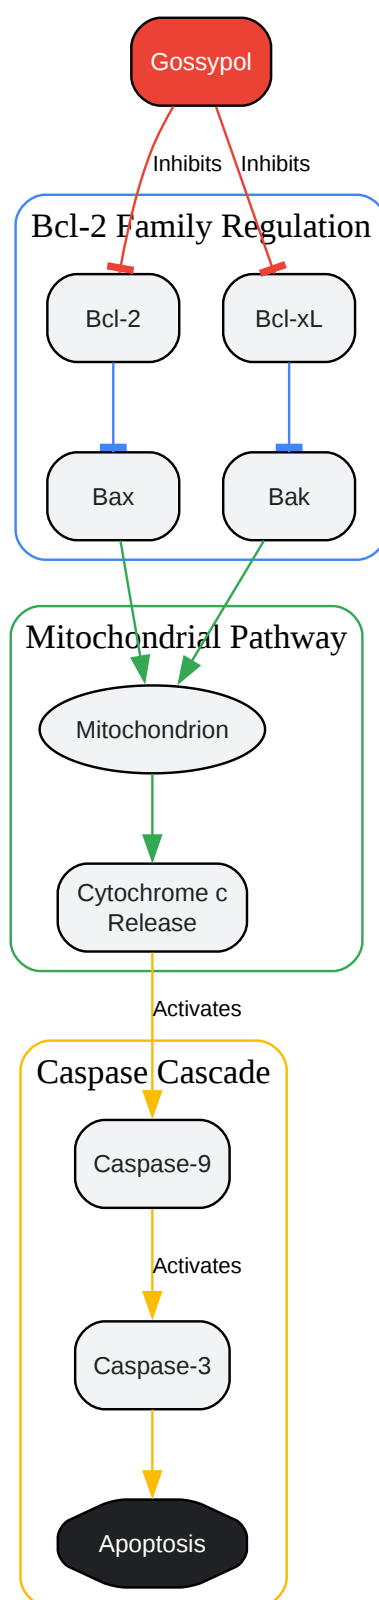 Gossypol
Inhibits
Inhibits
Bcl-2 Family Regulation
Bcl-2
Bcl-xL
Bax
Bak
Mitochondrial Pathway
Mitochondrion
Cytochrome c
Release
Activates
Caspase Cascade
Caspase-9
Activates
Caspase-3
Apoptosis